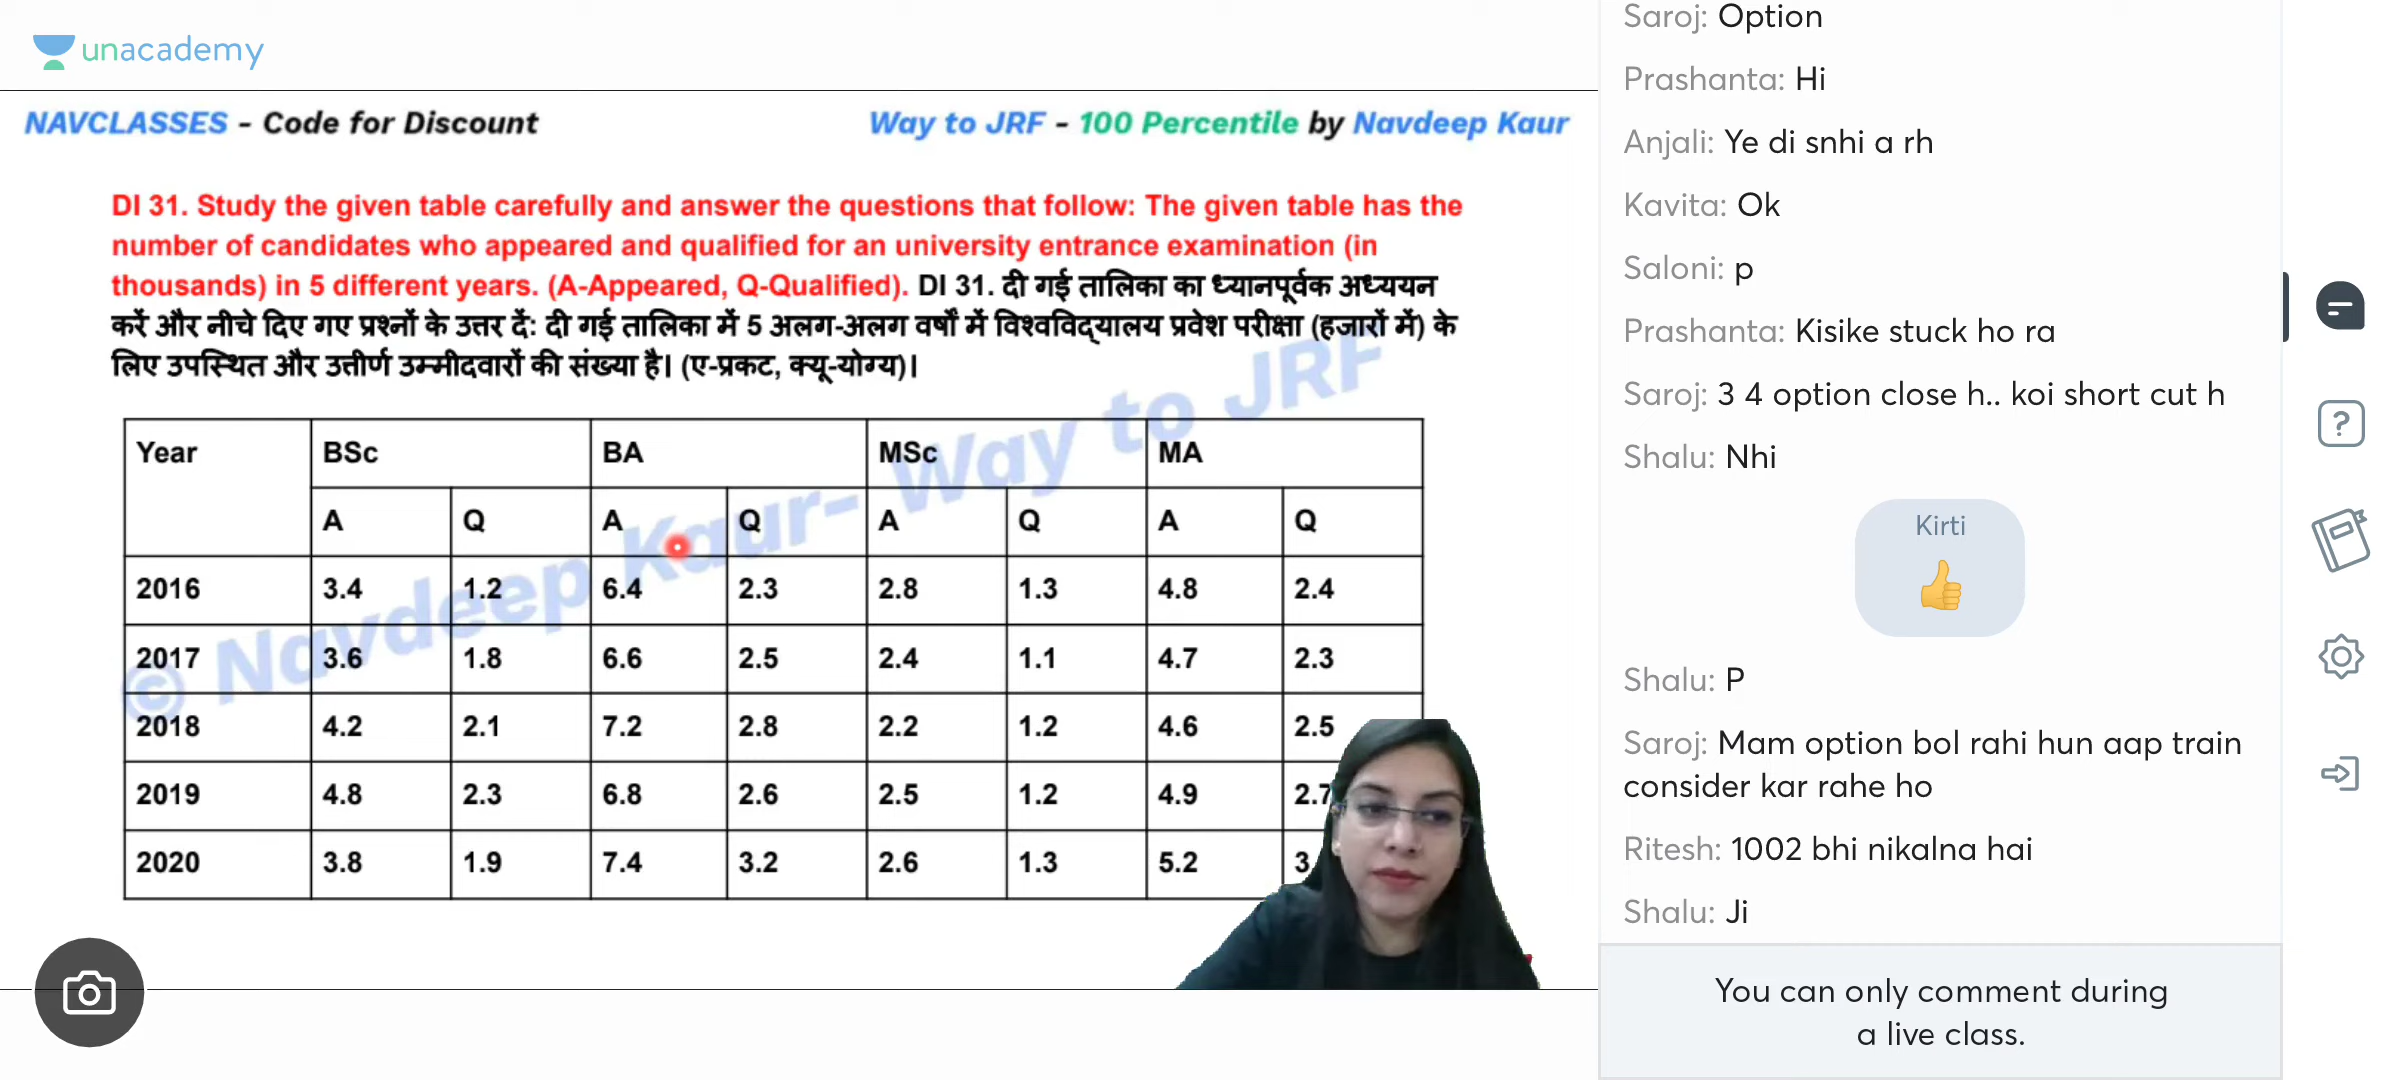 unacademy
NAVCLASSES - Code for Discount
Way to JRF - 100 Percentile by Navdeep Kaur
DI 31. Study the given table carefully and answer the questions that follow: The given table has the
number of candidates who appeared and qualified for an university entrance examination (in
thousands) in 5 different years. (A-Appeared, Q-Qualified). DI 31. दी गई तालिका का ध्यानपूर्वक अध्ययन
करें और नीचे दिए गए प्रश्नों के उत्तर दें: दी गई तालिका में 5 अलग-अलग वर्षों में विश्वविद्यालय प्रवेश परीक्षा (हजारों में) के
लिए उपस्थित और उत्तीर्ण उम्मीदवारों की संख्या है। (ए-प्रकट, क्यू-योग्य)।
Year BSc BA MSc MA
A Q A Q A Q A Q
2016 3.4 1.2 6.4 2.3 2.8 1.3 4.8 2.4
2017 3.6 1.8 6.6 2.5 2.4 1.1 4.7 2.3
2018 4.2 2.1 7.2 2.8 2.2 1.2 4.6 2.5
2019 4.8 2.3 6.8 2.6 2.5 1.2 4.9 2.7
2020 3.8 1.9 7.4 3.2 2.6 1.3 5.2 3
© Navdeep Kaur- Way to JRF
Saroj: Option
Prashanta: Hi
Anjali: Ye di snhi a rh
Kavita: Ok
Saloni: p
Prashanta: Kisike stuck ho ra
Saroj: 3 4 option close h.. koi short cut h
Shalu: Nhi
Kirti
Shalu: P
Saroj: Mam option bol rahi hun aap train
consider kar rahe ho
Ritesh: 1002 bhi nikalna hai
Shalu: Ji
You can only comment during
a live class.